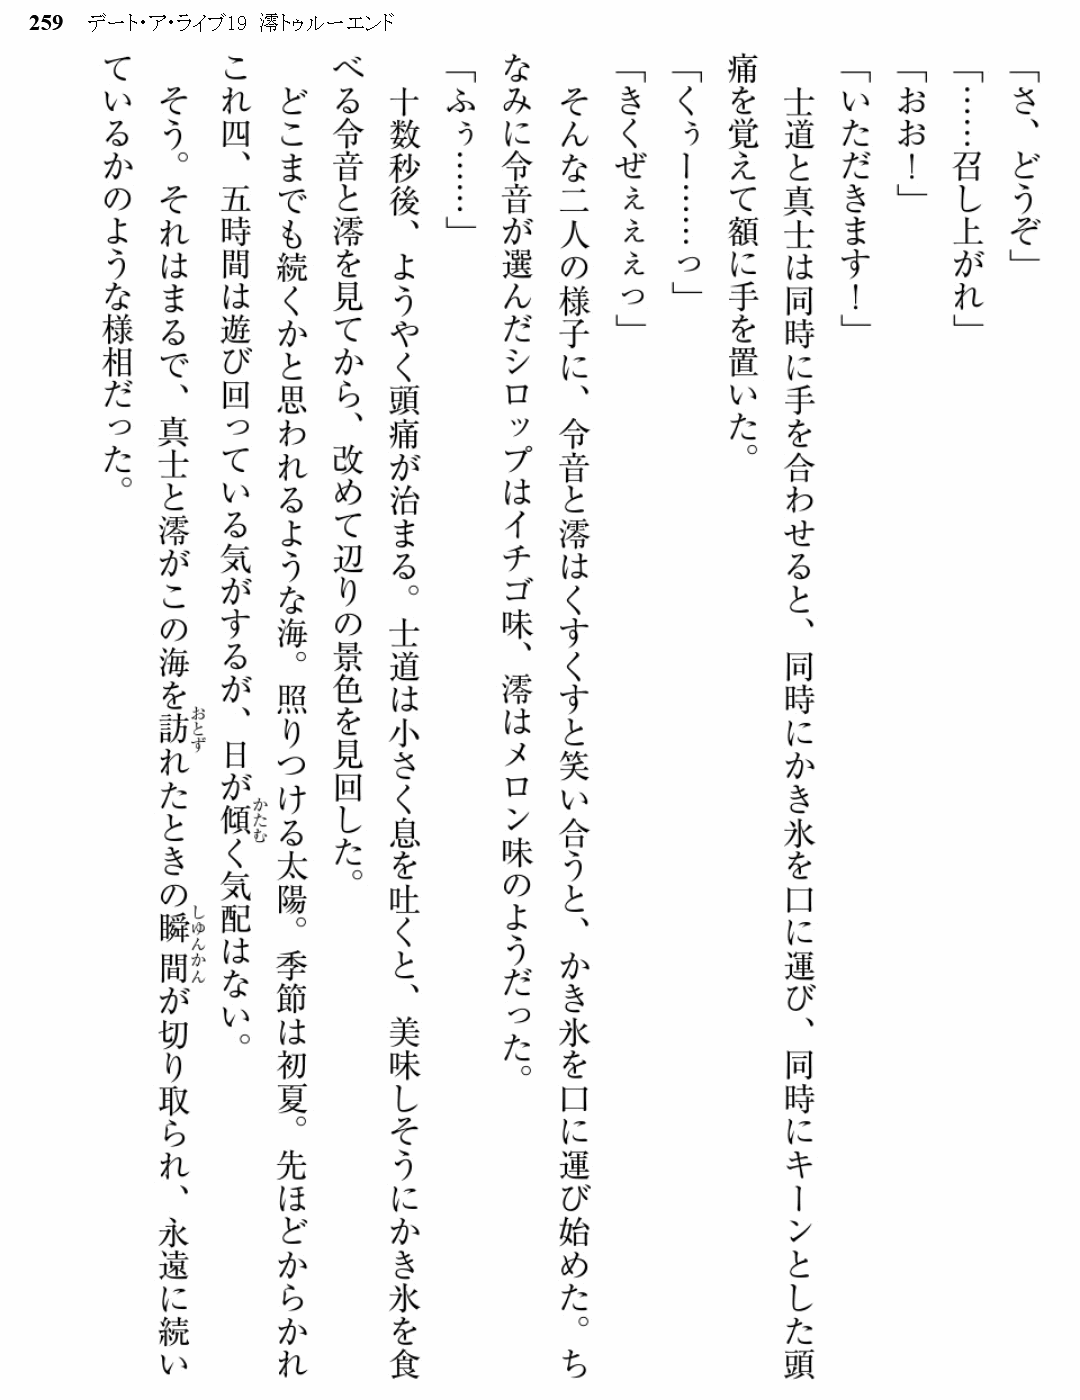 259 デート・ア・ライブ19 澪トゥルーエンド
「さ、どうぞ」
「……召し上がれ」
「おお！」
「いただきます！」
　士道と真士は同時に手を合わせると、同時にかき氷を口に運び、同時にキーンとした頭
痛を覚えて額に手を置いた。
「くぅー……っ」
「きくぜぇぇぇっ」
　そんな二人の様子に、令音と澪はくすくすと笑い合うと、かき氷を口に運び始めた。ち
なみに令音が選んだシロップはイチゴ味、澪はメロン味のようだった。
「ふぅ……」
　十数秒後、ようやく頭痛が治まる。士道は小さく息を吐くと、美味しそうにかき氷を食
べる令音と澪を見てから、改めて辺りの景色を見回した。
　どこまでも続くかと思われるような海。照りつける太陽。季節は初夏。先ほどからかれ
これ四、五時間は遊び回っている気がするが、日が傾く気配はない。
かたむ
　そう。それはまるで、真士と澪がこの海を訪れたときの瞬間が切り取られ、永遠に続い
おとず しゆんかん
ているかのような様相だった。